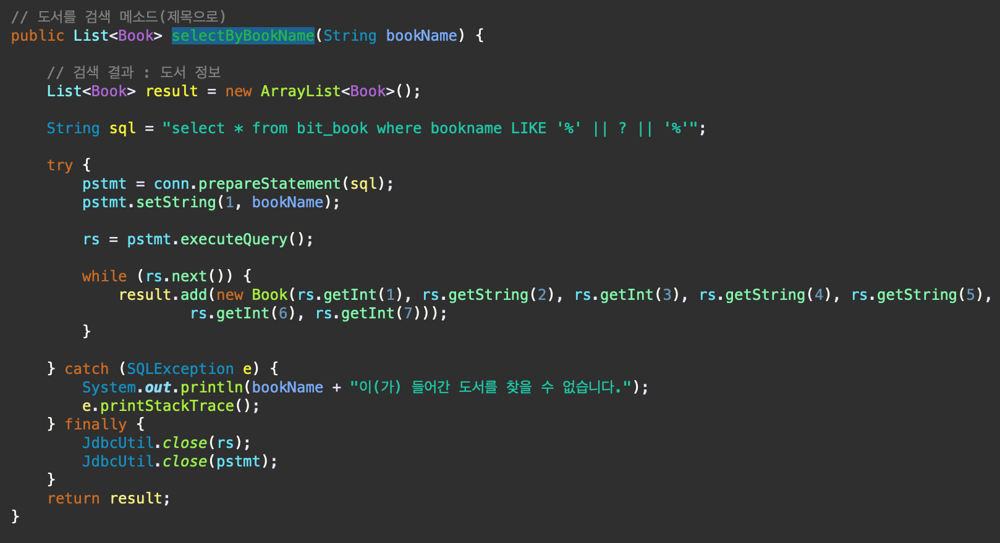 // 도서를 검색 메소드(제목으로)
public List<Book> selectByBookName(String bookName) {
// 검색 결과 : 도서 정보
List<Book> result = new ArrayList<Book>();
String sql = "select * from bit_book where bookname LIKE '%' || ? || '%'";
try {
pstmt = conn.prepareStatement(sql);
pstmt.setString(1, bookName);
rs = pstmt.executeQuery();
while (rs.next()) {
result.add(new Book(rs.getInt(1), rs.getString(2), rs.getInt(3), rs.getString(4), rs.getString(5),
rs.getInt(6), rs.getInt(7)));
}
} catch (SQLException e) {
System.out.println(bookName + "이(가) 들어간 도서를 찾을 수 없습니다.");
e.printStackTrace();
} finally {
JdbcUtil.close(rs);
JdbcUtil.close(pstmt);
}
return result;
}